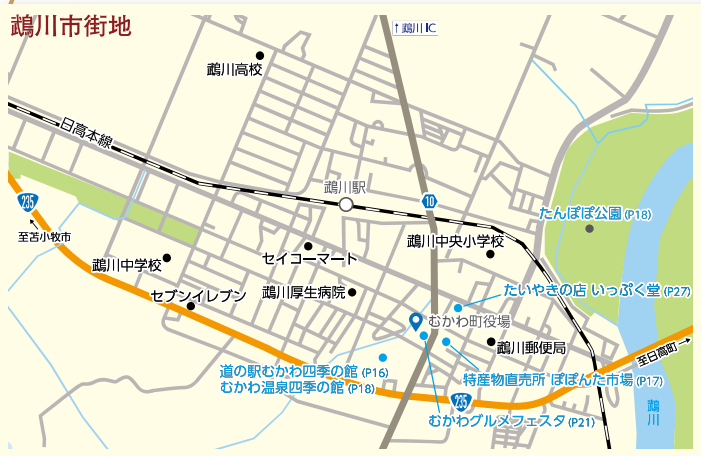 鵡川市街地
↑鵡川IC
鵡川高校
日高本線
鵡川駅
235
10
たんぽぽ公園(P18)
至苫小牧市
鵡川中央小学校
鵡川中学校
セイコーマート
セブンイレブン
鵡川厚生病院
たいやきの店 いっぷく堂(P27)
むかわ町役場
鵡川郵便局
至日高町→
道の駅むかわ四季の館(P16)
むかわ温泉四季の館(P18)
特産物直売所 ぽぽんた市場(P17)
235
鵡川
むかわグルメフェスタ(P21)